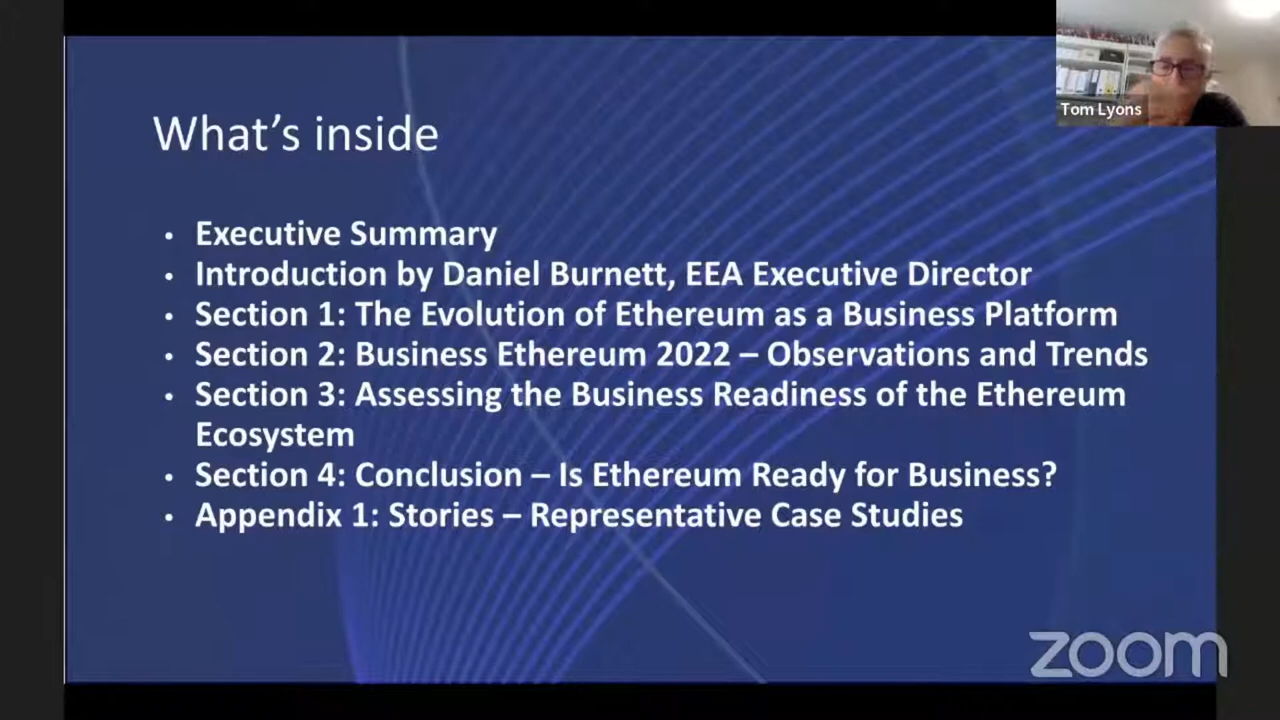 Tom Lyons
What's inside
• Executive Summary
• Introduction by Daniel Burnett, EEA Executive Director
• Section 1: The Evolution of Ethereum as a Business Platform
• Section 2: Business Ethereum 2022 – Observations and Trends
• Section 3: Assessing the Business Readiness of the Ethereum
Ecosystem
• Section 4: Conclusion – Is Ethereum Ready for Business?
• Appendix 1: Stories – Representative Case Studies
zoom